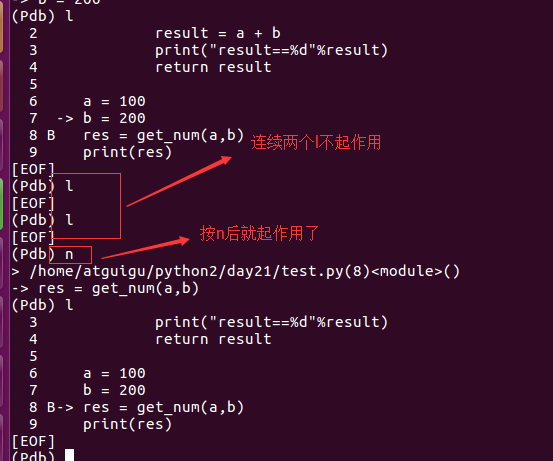 -> b = 200
(Pdb) l
2 result = a + b
3 print("result==%d"%result)
4 return result
5
6 a = 100
7 -> b = 200
8 B res = get_num(a,b)
9 print(res)
[EOF]
(Pdb) l
[EOF]
(Pdb) l
[EOF]
(Pdb) n
连续两个l不起作用
按n后就起作用了
> /home/atguigu/python2/day21/test.py(8)<module>()
-> res = get_num(a,b)
(Pdb) l
3 print("result==%d"%result)
4 return result
5
6 a = 100
7 b = 200
8 B-> res = get_num(a,b)
9 print(res)
[EOF]
(Pdb)